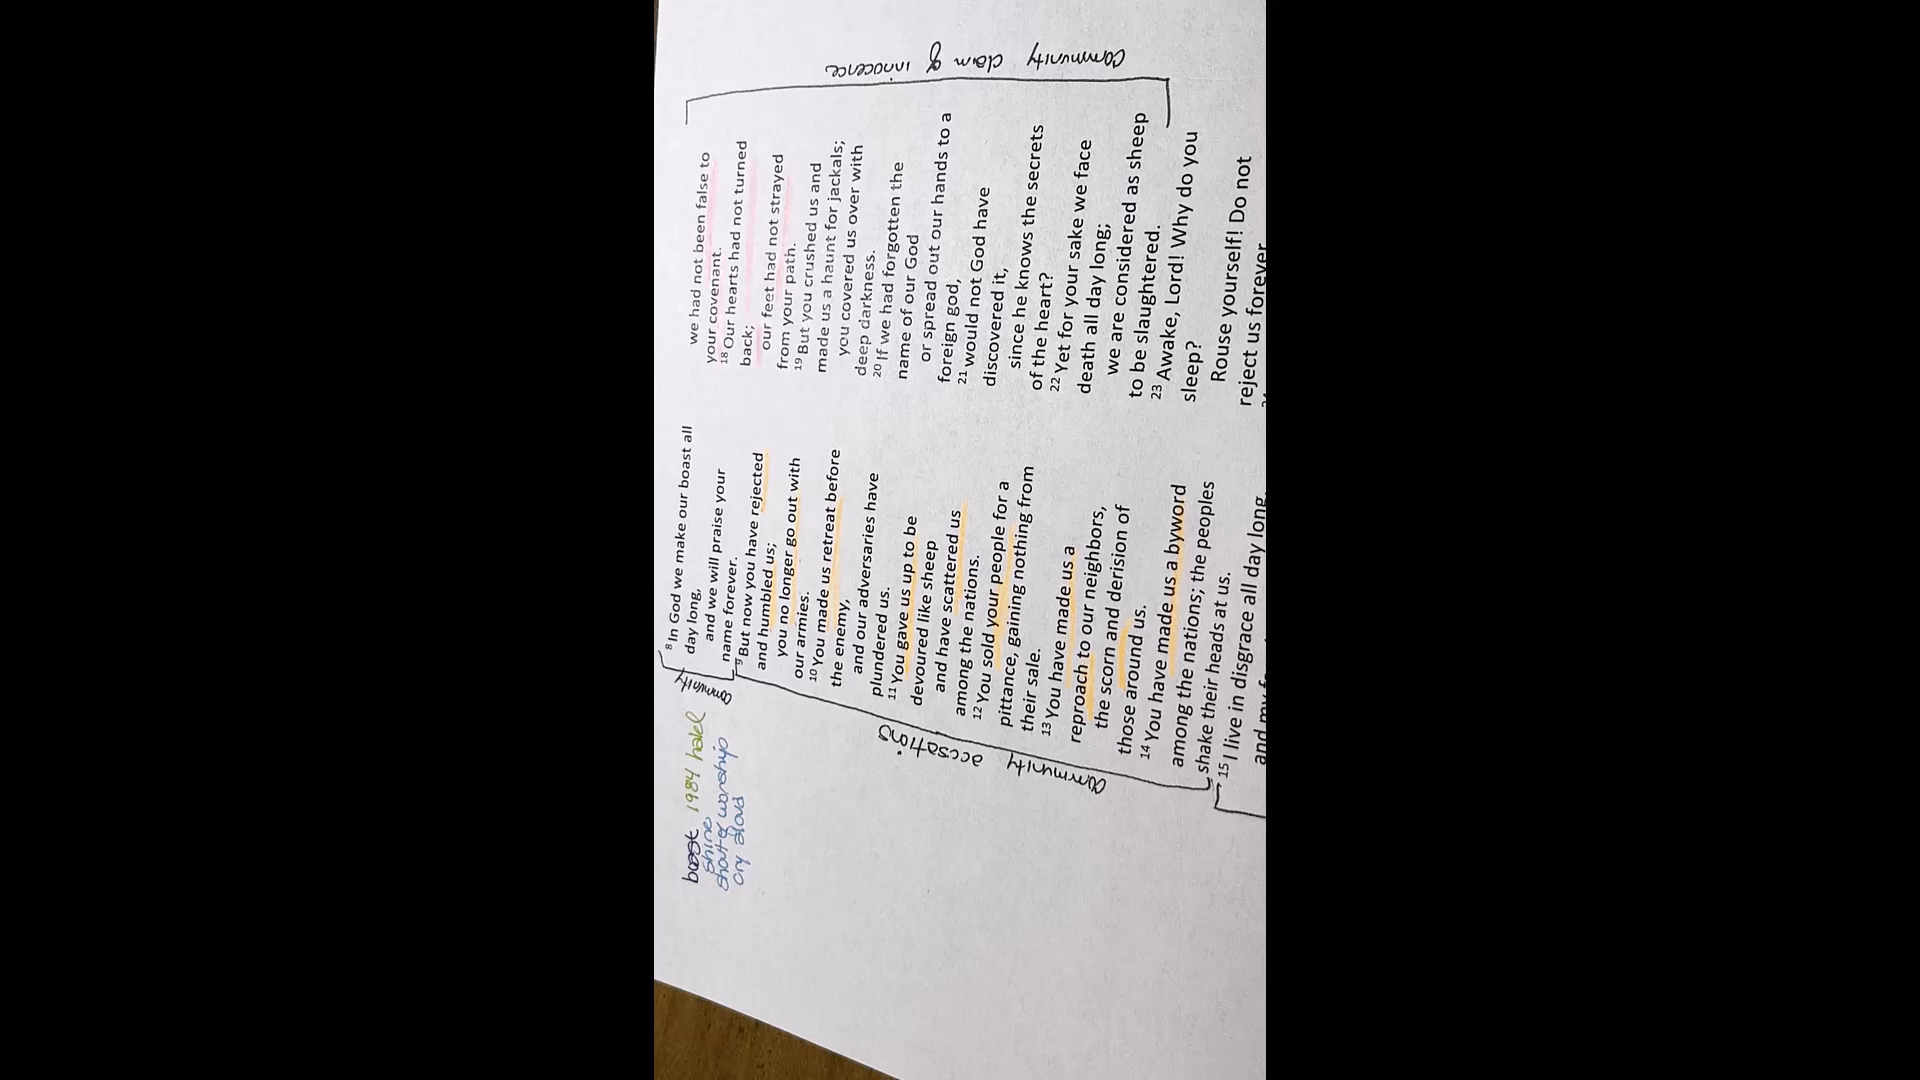 boast 1984 halal
shine
shout of worship
cry aloud
community
8 In God we make our boast all
day long,
and we will praise your
name forever.
9 But now you have rejected
and humbled us;
you no longer go out with
our armies.
10 You made us retreat before
the enemy,
and our adversaries have
plundered us.
11 You gave us up to be
devoured like sheep
and have scattered us
among the nations.
12 You sold your people for a
pittance, gaining nothing from
their sale.
13 You have made us a
reproach to our neighbors,
the scorn and derision of
those around us.
14 You have made us a byword
among the nations; the peoples
shake their heads at us.
15 I live in disgrace all day long,
and my
community accusations
we had not been false to
your covenant.
18 Our hearts had not turned
back;
our feet had not strayed
from your path.
19 But you crushed us and
made us a haunt for jackals;
you covered us over with
deep darkness.
20 If we had forgotten the
name of our God
or spread out our hands to a
foreign god,
21 would not God have
discovered it,
since he knows the secrets
of the heart?
22 Yet for your sake we face
death all day long;
we are considered as sheep
to be slaughtered.
23 Awake, Lord! Why do you
sleep?
Rouse yourself! Do not
reject us forever
community claim of innocence